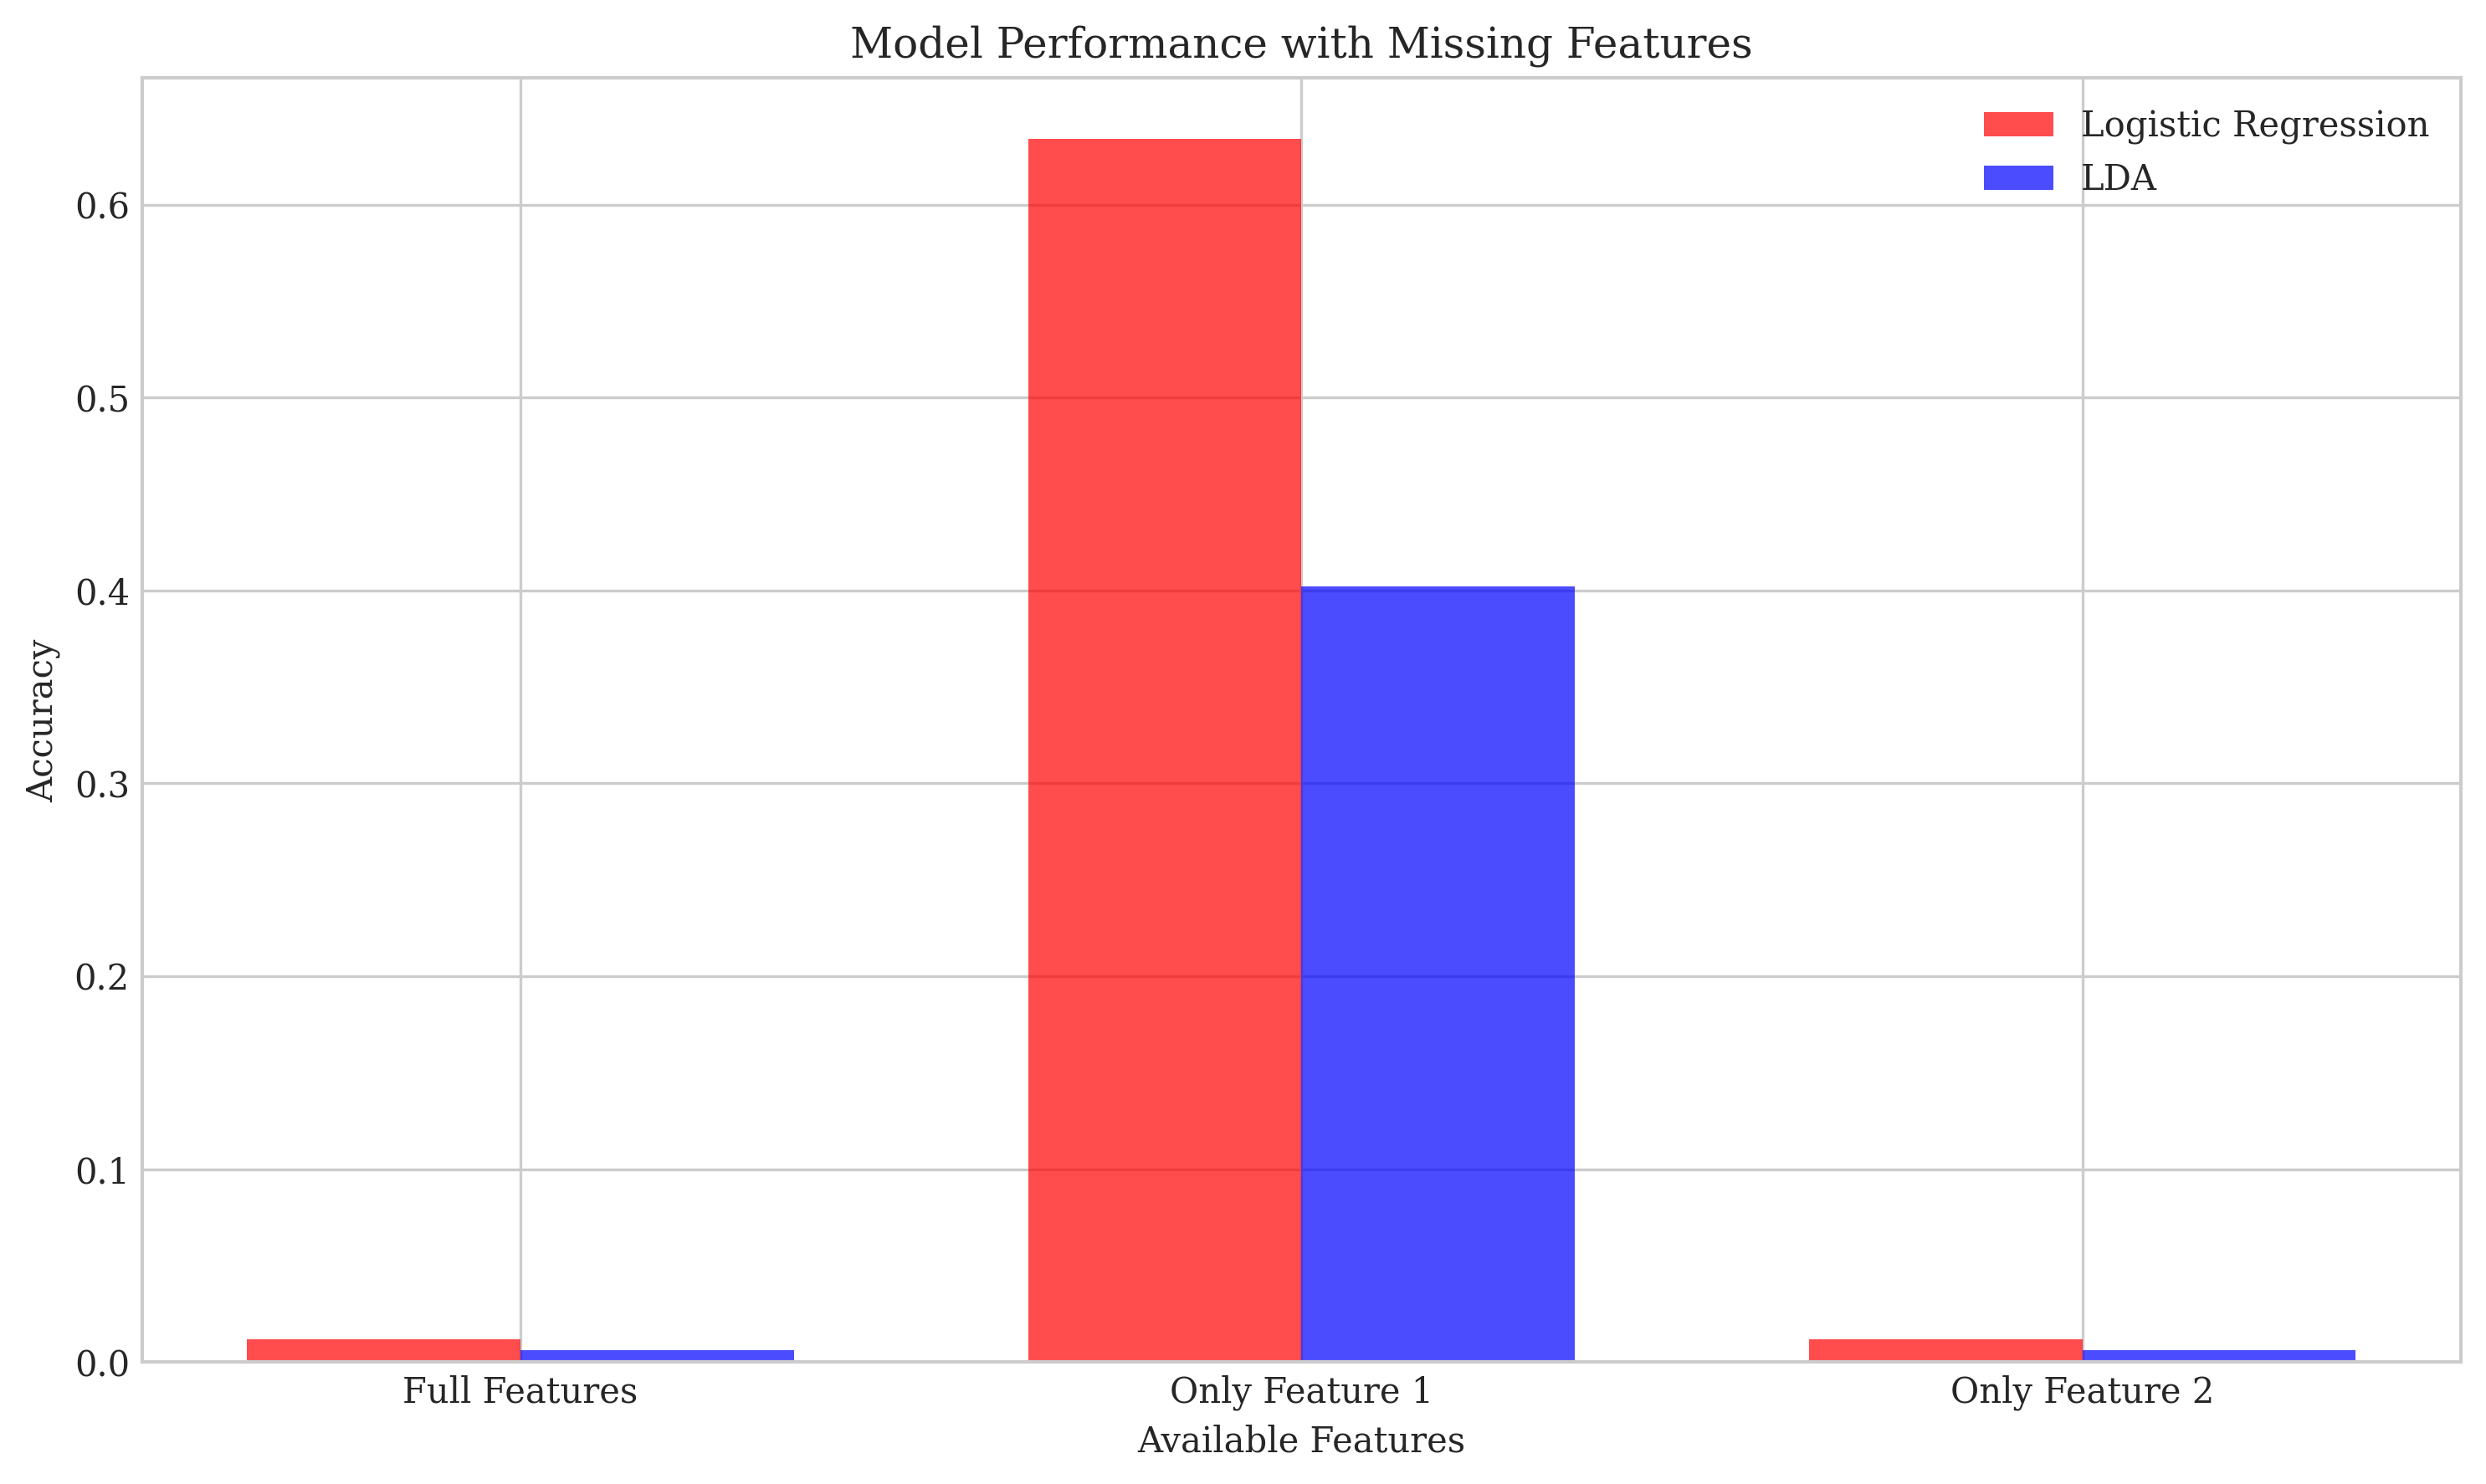 Model Performance with Missing Features
Logistic Regression
LDA
0.6
0.5
0.4
0.3
0.2
0.1
0.0
Accuracy
Full Features
Only Feature 1
Only Feature 2
Available Features